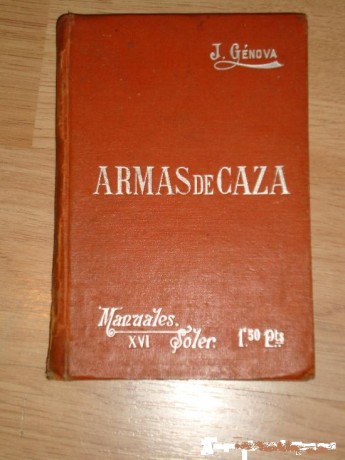 J. GÉNOVA
ARMAS DE CAZA
Manuales.
XVI Soler. 1'50 Pts